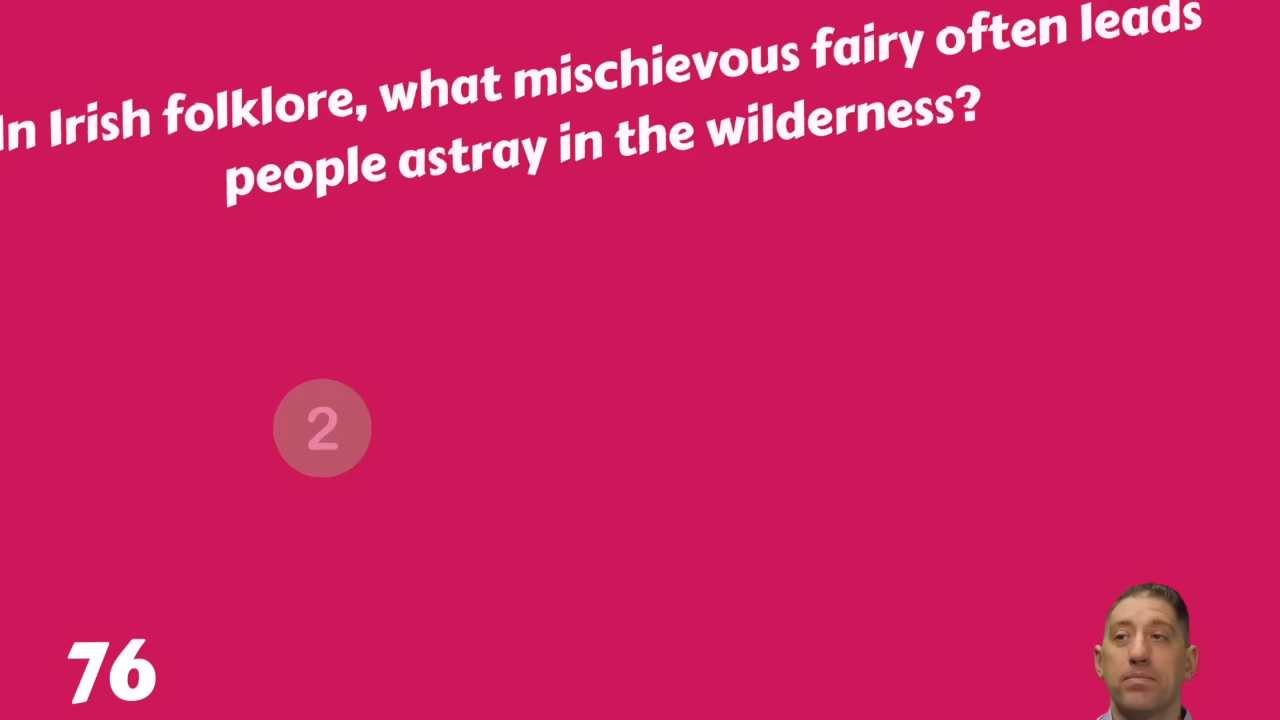 In Irish folklore, what mischievous fairy often leads
people astray in the wilderness?
2
76